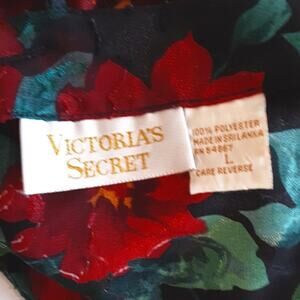 VICTORIA'S
SECRET
100% POLYESTER
MADE IN SRI LANKA
RN 54867
L
CARE REVERSE